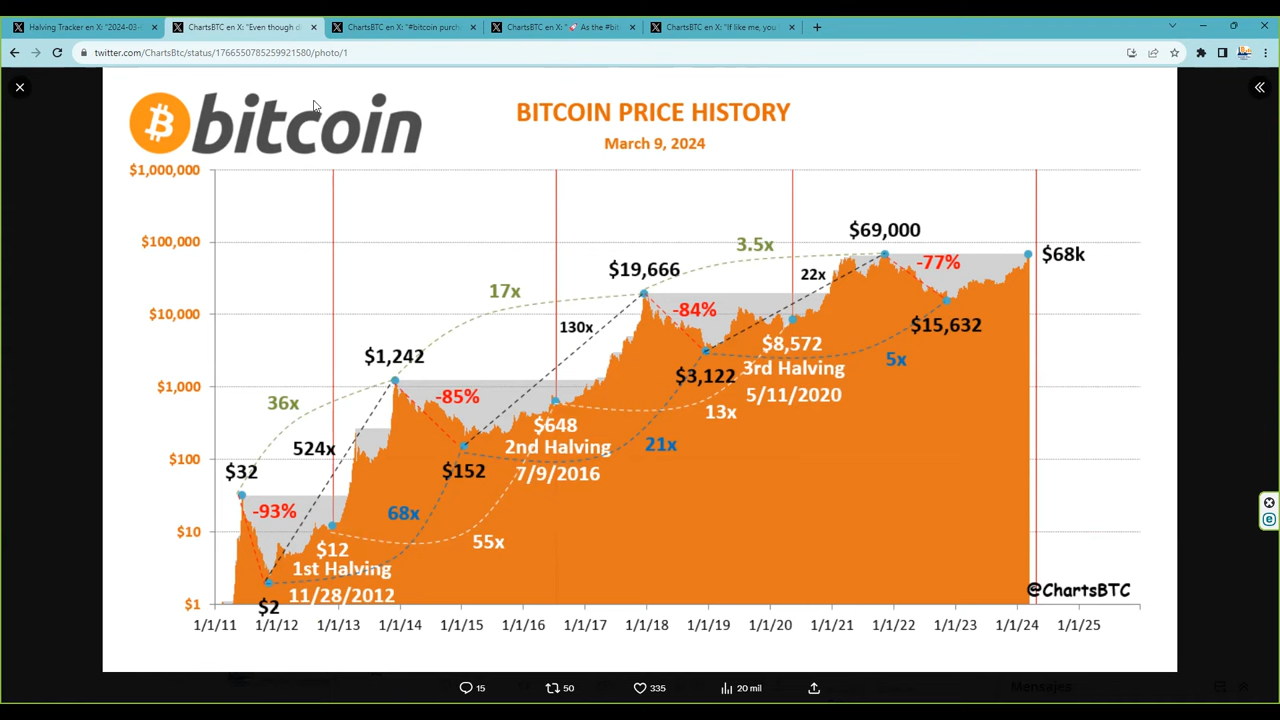 Halving Tracker en X: "2024-03-
ChartsBTC en X: "Even though d
ChartsBTC en X: "#bitcoin purch
ChartsBTC en X: "🚀 As the #bit
ChartsBTC en X: "If like me, you
twitter.com/ChartsBtc/status/1766550785259921580/photo/1
bitcoin
BITCOIN PRICE HISTORY
March 9, 2024
$1,000,000
$100,000
$10,000
$1,000
$100
$10
$1
$32
36x
-93%
$2
524x
$12
1st Halving
11/28/2012
$1,242
17x
-85%
68x
$152
55x
130x
$648
2nd Halving
7/9/2016
$19,666
3.5x
-84%
21x
$3,122
13x
22x
$8,572
3rd Halving
5/11/2020
$69,000
-77%
5x
$15,632
$68k
@ChartsBTC
1/1/11 1/1/12 1/1/13 1/1/14 1/1/15 1/1/16 1/1/17 1/1/18 1/1/19 1/1/20 1/1/21 1/1/22 1/1/23 1/1/24 1/1/25
15 50 335 20 mil
Mensajes